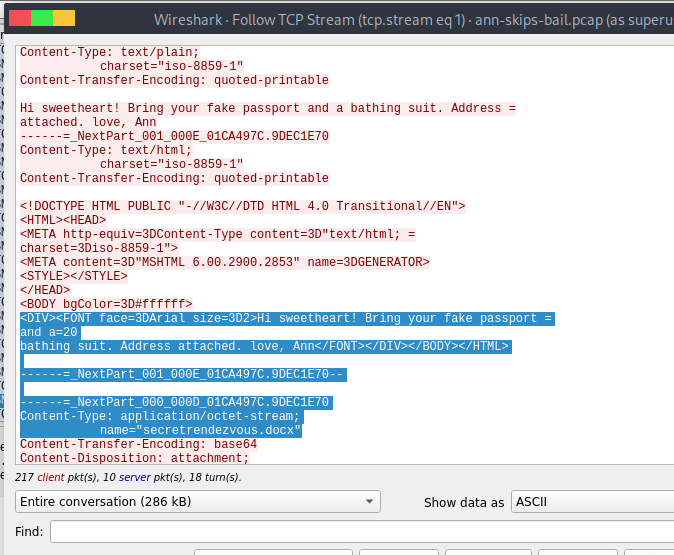 Wireshark · Follow TCP Stream (tcp.stream eq 1) · ann-skips-bail.pcap (as superu
Content-Type: text/plain;
charset="iso-8859-1"
Content-Transfer-Encoding: quoted-printable
Hi sweetheart! Bring your fake passport and a bathing suit. Address =
attached. love, Ann
------=_NextPart_001_000E_01CA497C.9DEC1E70
Content-Type: text/html;
charset="iso-8859-1"
Content-Transfer-Encoding: quoted-printable
<!DOCTYPE HTML PUBLIC "-//W3C//DTD HTML 4.0 Transitional//EN">
<HTML><HEAD>
<META http-equiv=3DContent-Type content=3D"text/html; =
charset=3Diso-8859-1">
<META content=3D"MSHTML 6.00.2900.2853" name=3DGENERATOR>
<STYLE></STYLE>
</HEAD>
<BODY bgColor=3D#ffffff>
<DIV><FONT face=3DArial size=3D2>Hi sweetheart! Bring your fake passport =
and a=20
bathing suit. Address attached. love, Ann</FONT></DIV></BODY></HTML>
------=_NextPart_001_000E_01CA497C.9DEC1E70--
------=_NextPart_000_000D_01CA497C.9DEC1E70
Content-Type: application/octet-stream;
name="secretrendezvous.docx"
Content-Transfer-Encoding: base64
Content-Disposition: attachment;
217 client pkt(s), 10 server pkt(s), 18 turn(s).
Entire conversation (286 kB)
Show data as ASCII
Find: